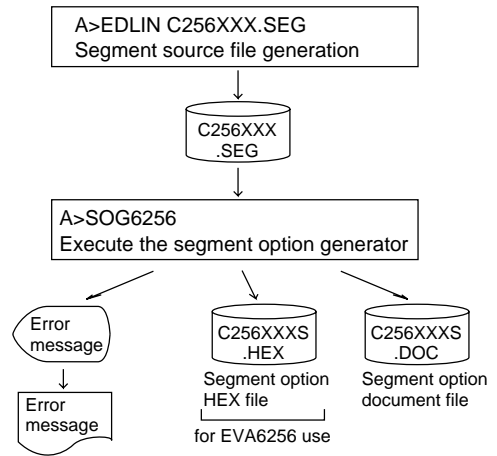 A>EDLIN C256XXX.SEG
Segment source file generation
C256XXX
.SEG
A>SOG6256
Execute the segment option generator
Error
message
C256XXXS
.HEX
C256XXXS
.DOC
Segment option
HEX file
Segment option
document file
Error
message
for EVA6256 use